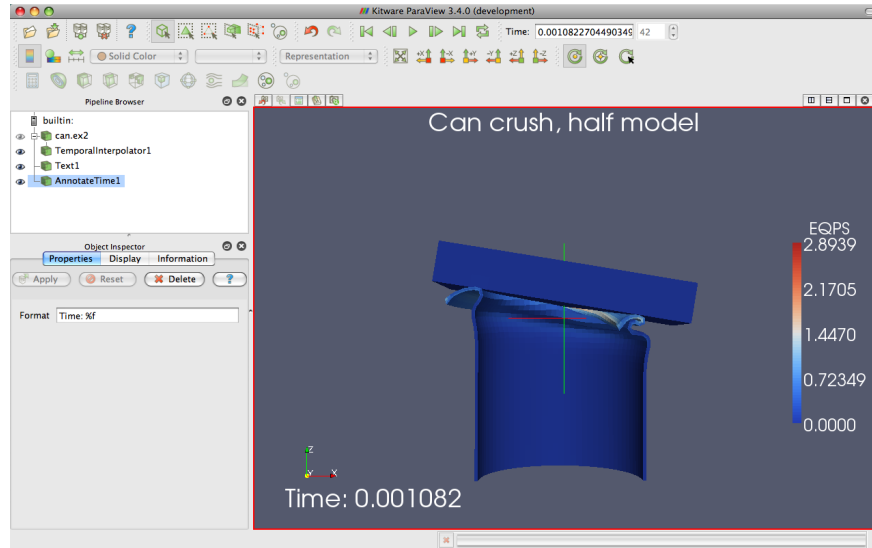 Kitware ParaView 3.4.0 (development)
Time: 0.0010822704490349 42
Solid Color Representation
+X -X +Y -Y +Z -Z
Pipeline Browser
builtin:
can.ex2
TemporalInterpolator1
Text1
AnnotateTime1
Object Inspector
Properties Display Information
Apply Reset Delete ?
Format Time: %f
Can crush, half model
EQPS
2.8939
2.1705
1.4470
0.72349
0.0000
Z
Y X
Time: 0.001082